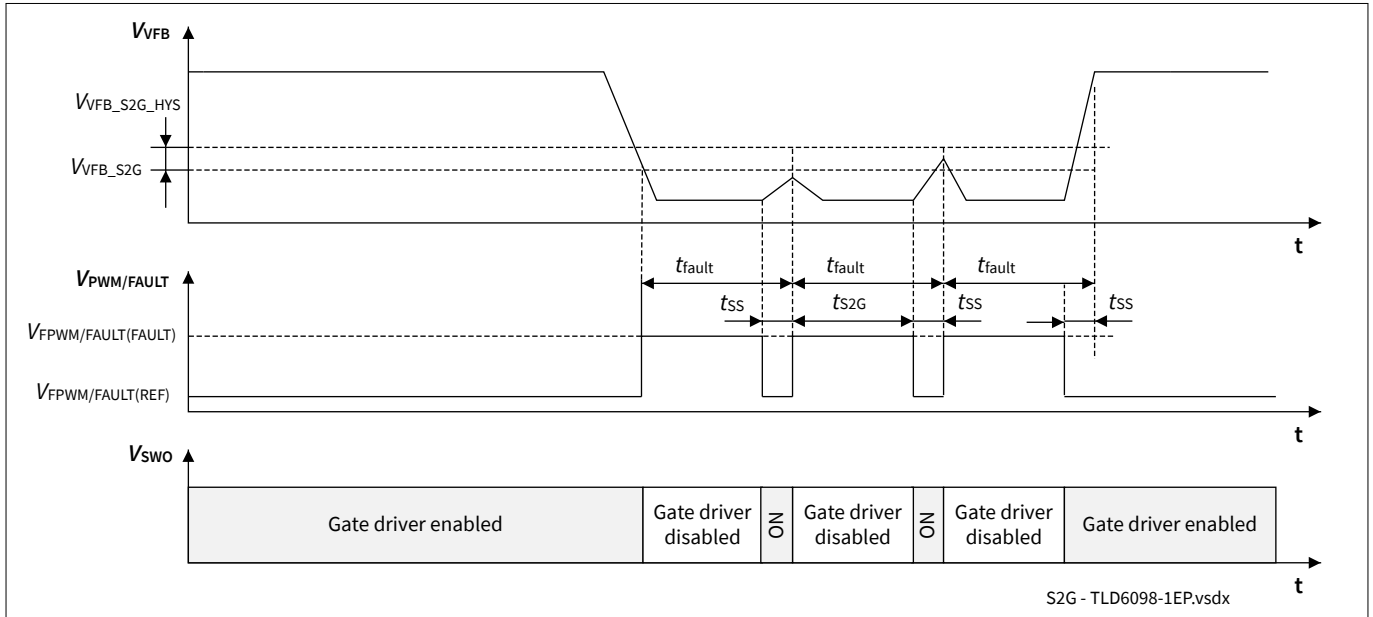 VVFB
VVFB_S2G_HYS
VVFB_S2G
t
VPWM/FAULT
tfault tfault tfault
tSS tS2G tSS tSS
VFPWM/FAULT(FAULT)
VFPWM/FAULT(REF)
t
VSWO
Gate driver enabled
Gate driver disabled
ON
Gate driver disabled
ON
Gate driver disabled
Gate driver enabled
t
S2G - TLD6098-1EP.vsdx